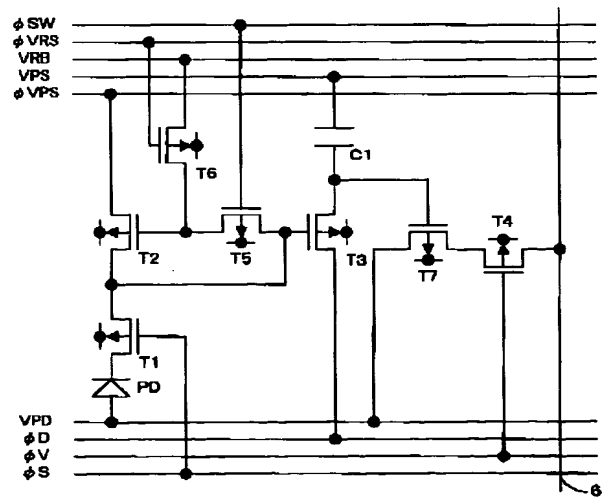 φSW
φVRS
VRB
VPS
φVPS
C1
T6
T4
T2
T5
T3
T7
T1
PD
VPD
φD
φV
φS
6